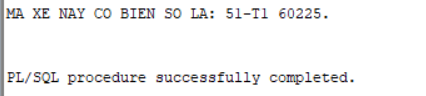 MA XE NAY CO BIEN SO LA: 51-T1 60225.
PL/SQL procedure successfully completed.